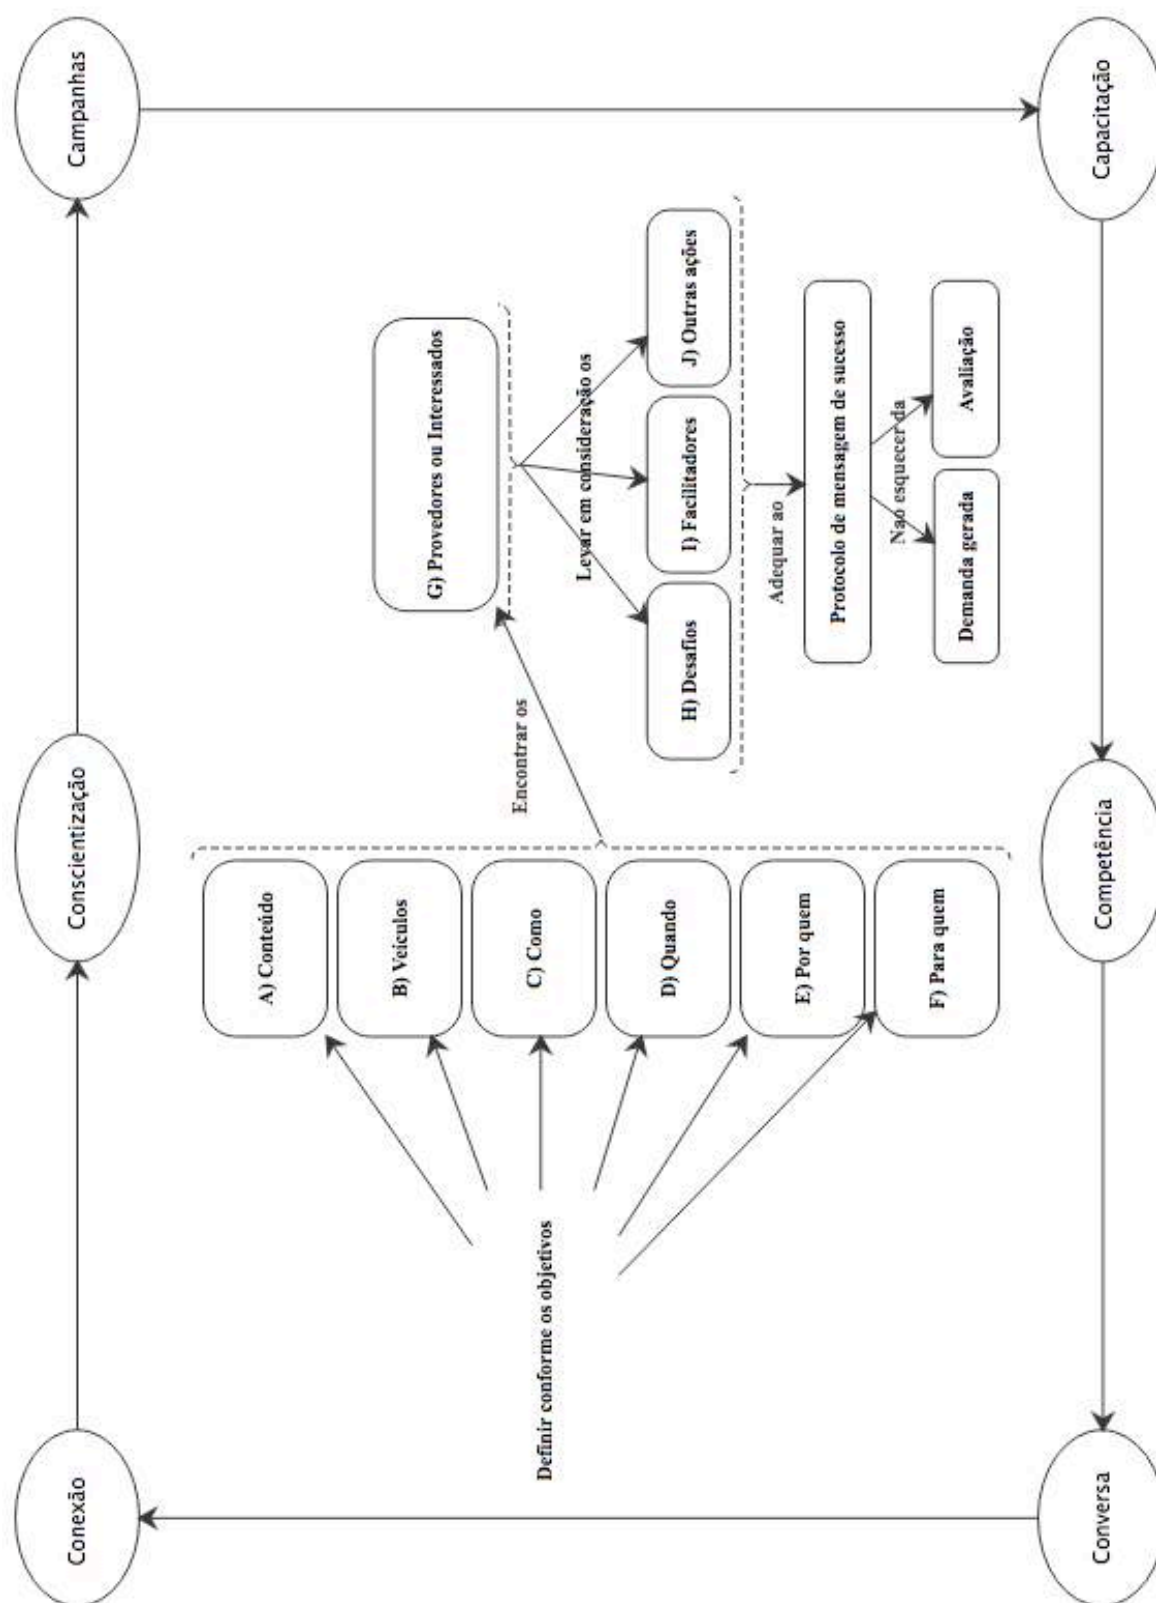 Conexão
Conscientização
Campanhas
Definir conforme os objetivos
A) Conteúdo
B) Veículos
C) Como
D) Quando
E) Por quem
F) Para quem
Encontrar os
G) Provedores ou Interessados
Levar em consideração os
H) Desafios
I) Facilitadores
J) Outras ações
Adequar ao
Protocolo de mensagem de sucesso
Nao esquecer da
Demanda gerada
Avaliação
Conversa
Competência
Capacitação